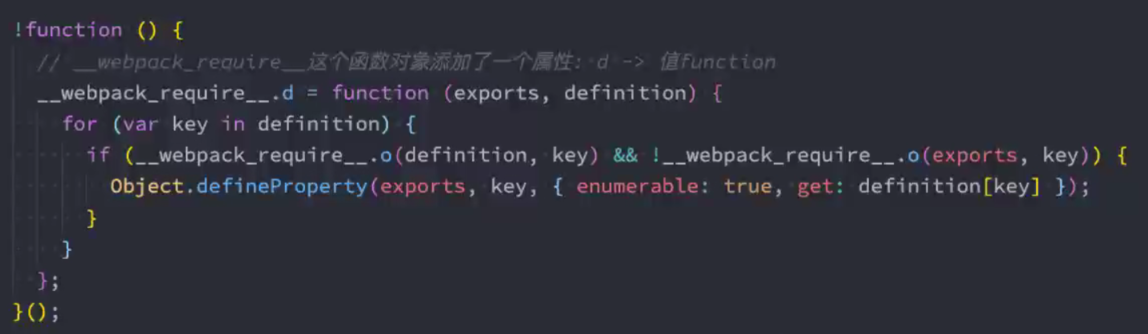 !function () {
// __webpack_require__这个函数对象添加了一个属性: d -> 值function
__webpack_require__.d = function (exports, definition) {
for (var key in definition) {
if (__webpack_require__.o(definition, key) && !__webpack_require__.o(exports, key)) {
Object.defineProperty(exports, key, { enumerable: true, get: definition[key] });
}
}
};
}();